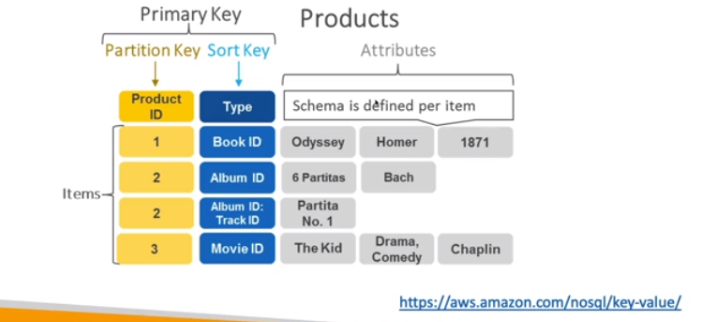 Primary Key
Products
Partition Key Sort Key
Attributes
Product ID
Type
Schema is defined per item
Items
1 Book ID Odyssey Homer 1871
2 Album ID 6 Partitas Bach
2 Album ID: Track ID Partita No. 1
3 Movie ID The Kid Drama, Comedy Chaplin
https://aws.amazon.com/nosql/key-value/